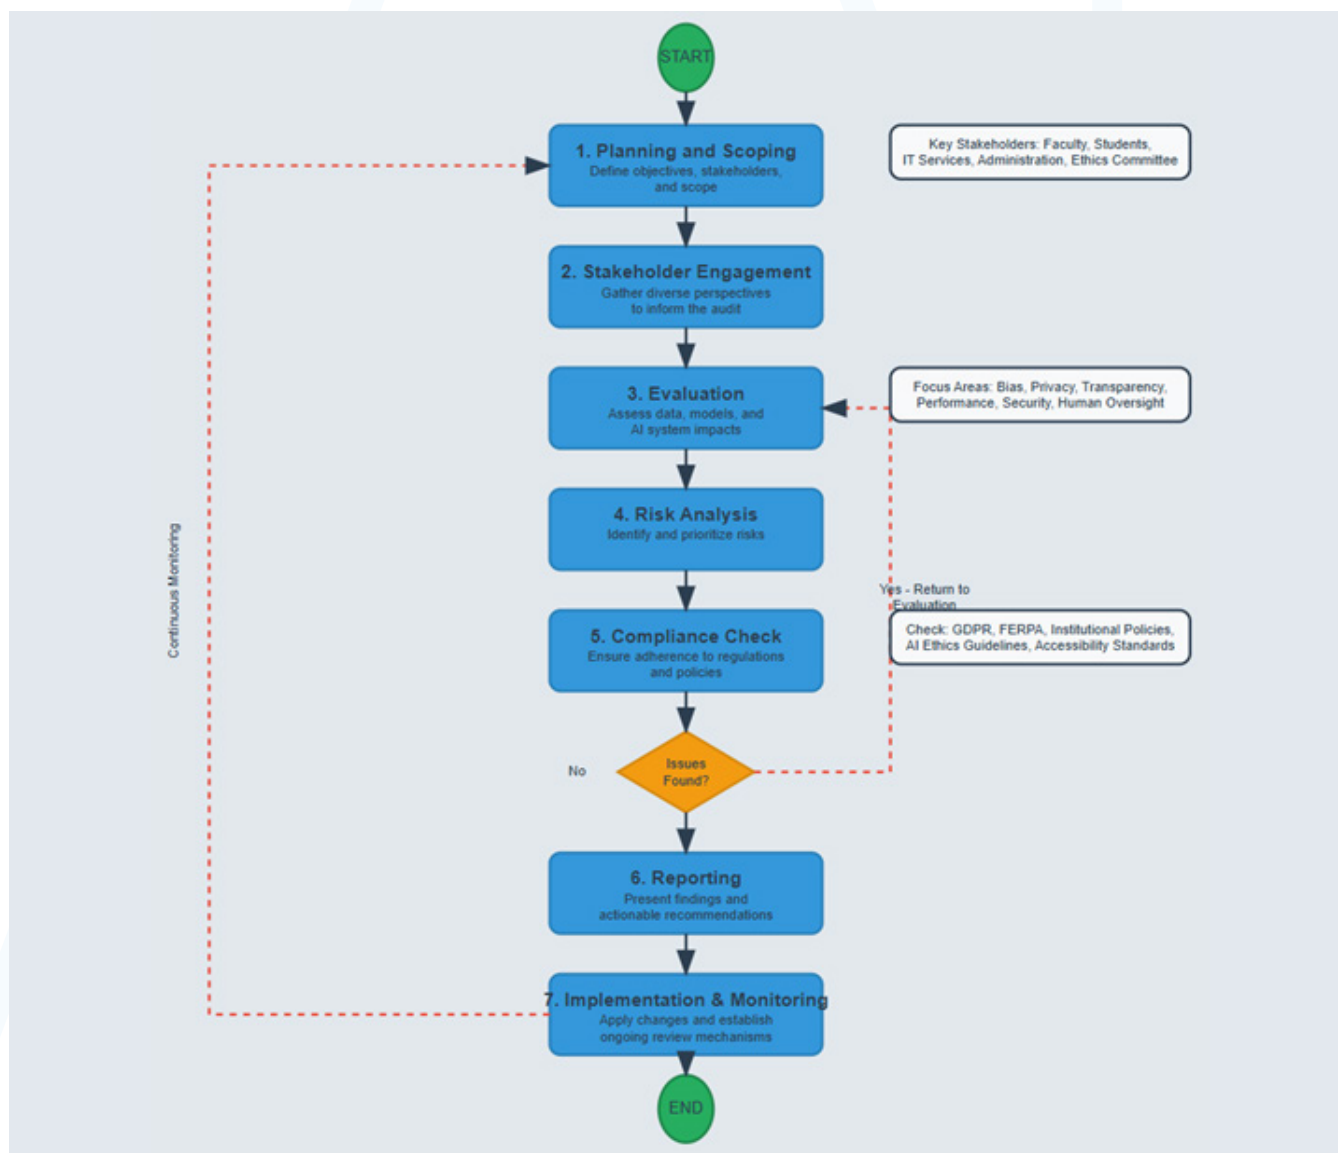 START
1. Planning and Scoping
Define objectives, stakeholders,
and scope
Key Stakeholders: Faculty, Students,
IT Services, Administration, Ethics Committee
2. Stakeholder Engagement
Gather diverse perspectives
to inform the audit
3. Evaluation
Assess data, models, and
AI system impacts
Focus Areas: Bias, Privacy, Transparency,
Performance, Security, Human Oversight
4. Risk Analysis
Identify and prioritize risks
Continuous Monitoring
Yes - Return to
Evaluation
5. Compliance Check
Ensure adherence to regulations
and policies
Check: GDPR, FERPA, Institutional Policies,
AI Ethics Guidelines, Accessibility Standards
No
Issues
Found?
6. Reporting
Present findings and
actionable recommendations
7. Implementation & Monitoring
Apply changes and establish
ongoing review mechanisms
END